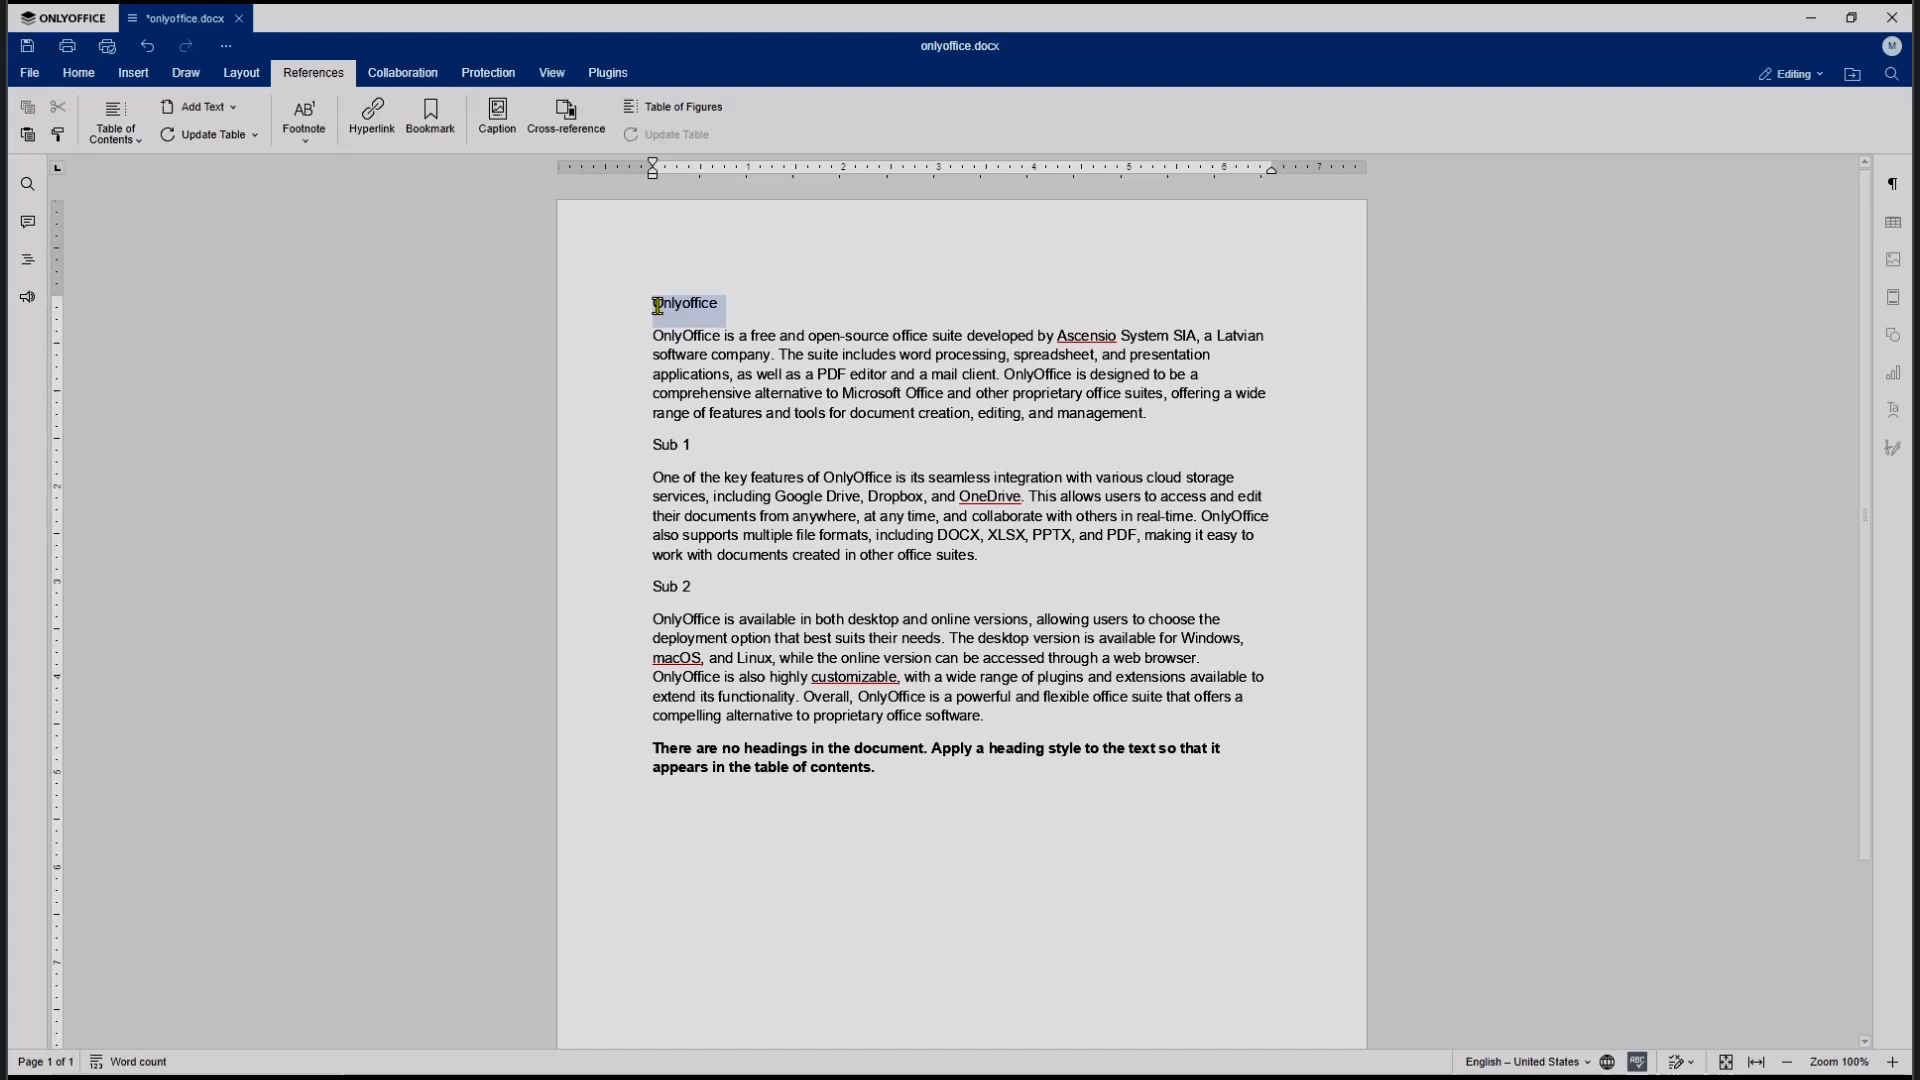 ONLYOFFICE
*onlyoffice.docx
onlyoffice.docx
M
File Home Insert Draw Layout References Collaboration Protection View Plugins
Editing
Table of Contents
Add Text
Update Table
AB¹
Footnote
Hyperlink
Bookmark
Caption
Cross-reference
Table of Figures
Update Table
1 2 3 4 5 6 7
Onlyoffice
OnlyOffice is a free and open-source office suite developed by Ascensio System SIA, a Latvian
software company. The suite includes word processing, spreadsheet, and presentation
applications, as well as a PDF editor and a mail client. OnlyOffice is designed to be a
comprehensive alternative to Microsoft Office and other proprietary office suites, offering a wide
range of features and tools for document creation, editing, and management.
Sub 1
One of the key features of OnlyOffice is its seamless integration with various cloud storage
services, including Google Drive, Dropbox, and OneDrive. This allows users to access and edit
their documents from anywhere, at any time, and collaborate with others in real-time. OnlyOffice
also supports multiple file formats, including DOCX, XLSX, PPTX, and PDF, making it easy to
work with documents created in other office suites.
Sub 2
OnlyOffice is available in both desktop and online versions, allowing users to choose the
deployment option that best suits their needs. The desktop version is available for Windows,
macOS, and Linux, while the online version can be accessed through a web browser.
OnlyOffice is also highly customizable, with a wide range of plugins and extensions available to
extend its functionality. Overall, OnlyOffice is a powerful and flexible office suite that offers a
compelling alternative to proprietary office software.
There are no headings in the document. Apply a heading style to the text so that it
appears in the table of contents.
Page 1 of 1
Word count
English – United States
ABC
Zoom 100%